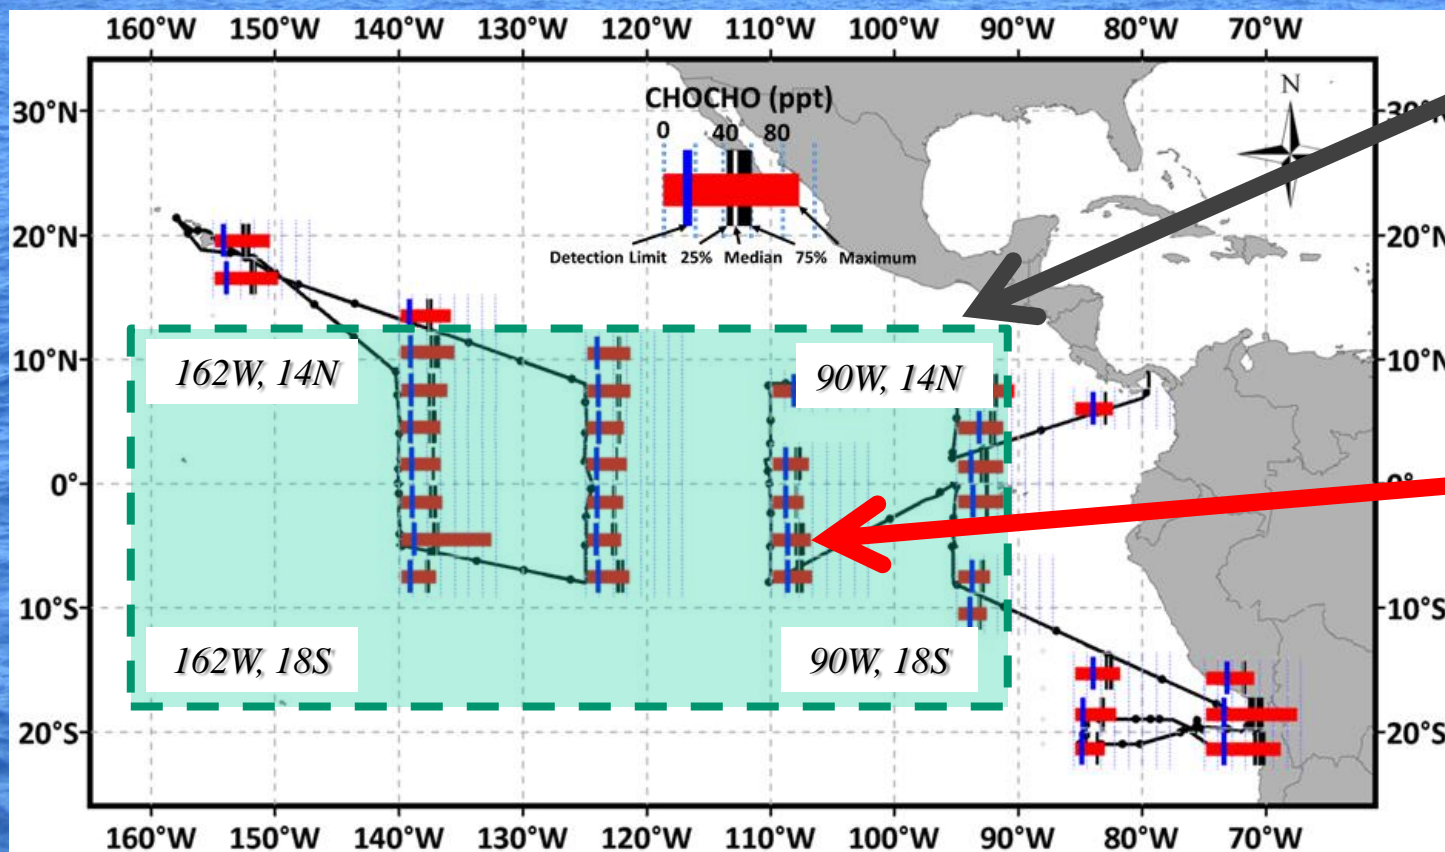 160°W 150°W 140°W 130°W 120°W 110°W 100°W 90°W 80°W 70°W
30°N
CHOCHO (ppt)
N
0 40 80
20°N 20°N
Detection Limit 25% Median 75% Maximum
10°N 162W, 14N 90W, 14N 10°N
0°
10°S 10°S
162W, 18S 90W, 18S
20°S 20°S
160°W 150°W 140°W 130°W 120°W 110°W 100°W 90°W 80°W 70°W